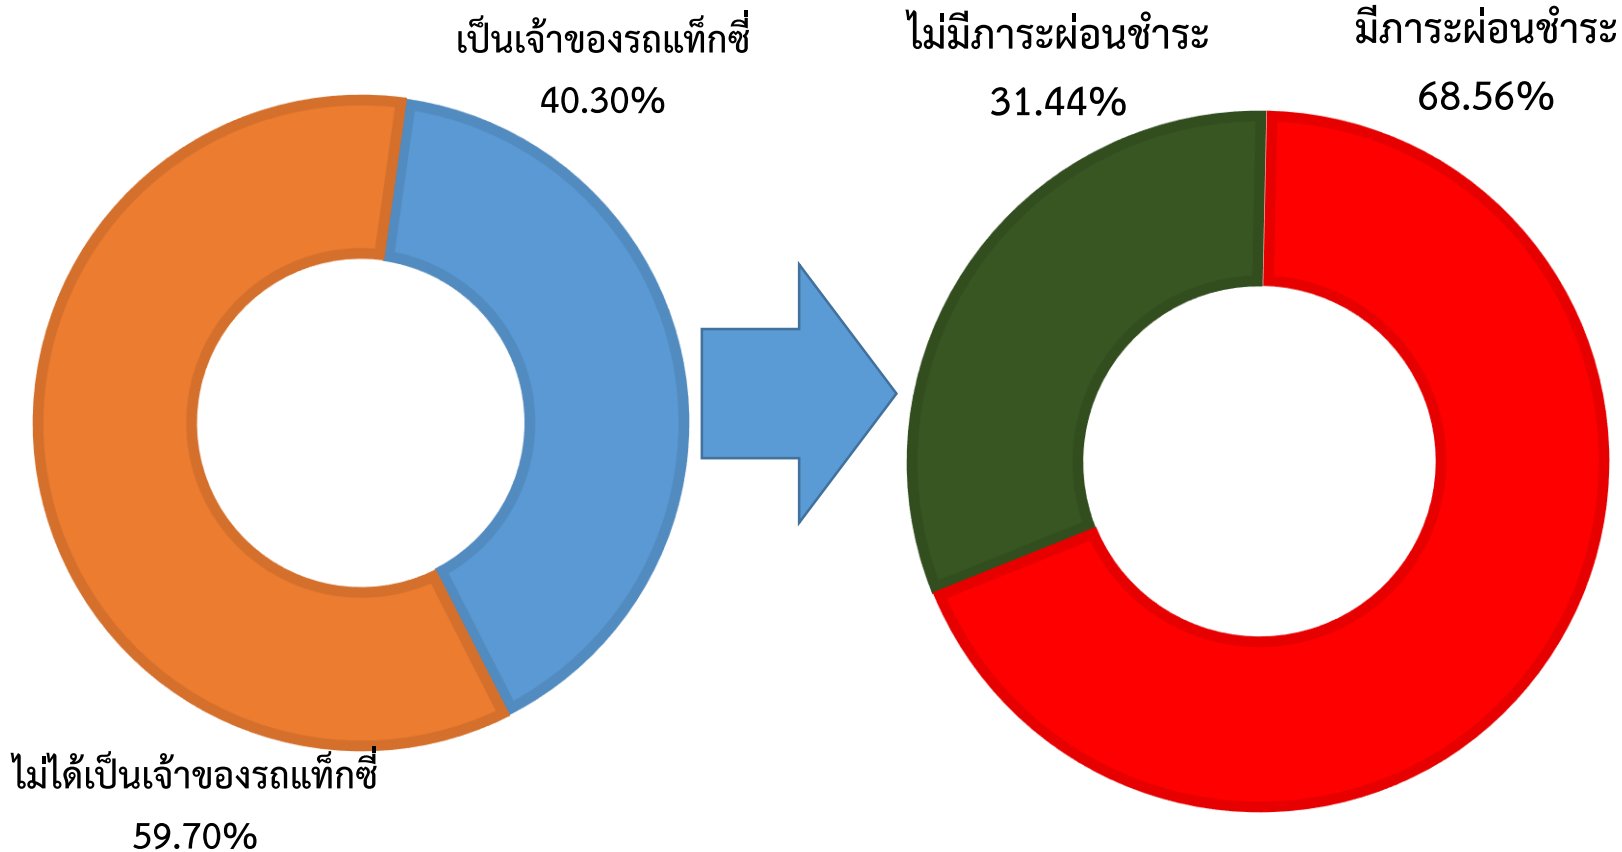 เป็นเจ้าของรถแท็กซี่
40.30%
ไม่ได้เป็นเจ้าของรถแท็กซี่
59.70%
ไม่มีภาระผ่อนชำระ
31.44%
มีภาระผ่อนชำระ
68.56%